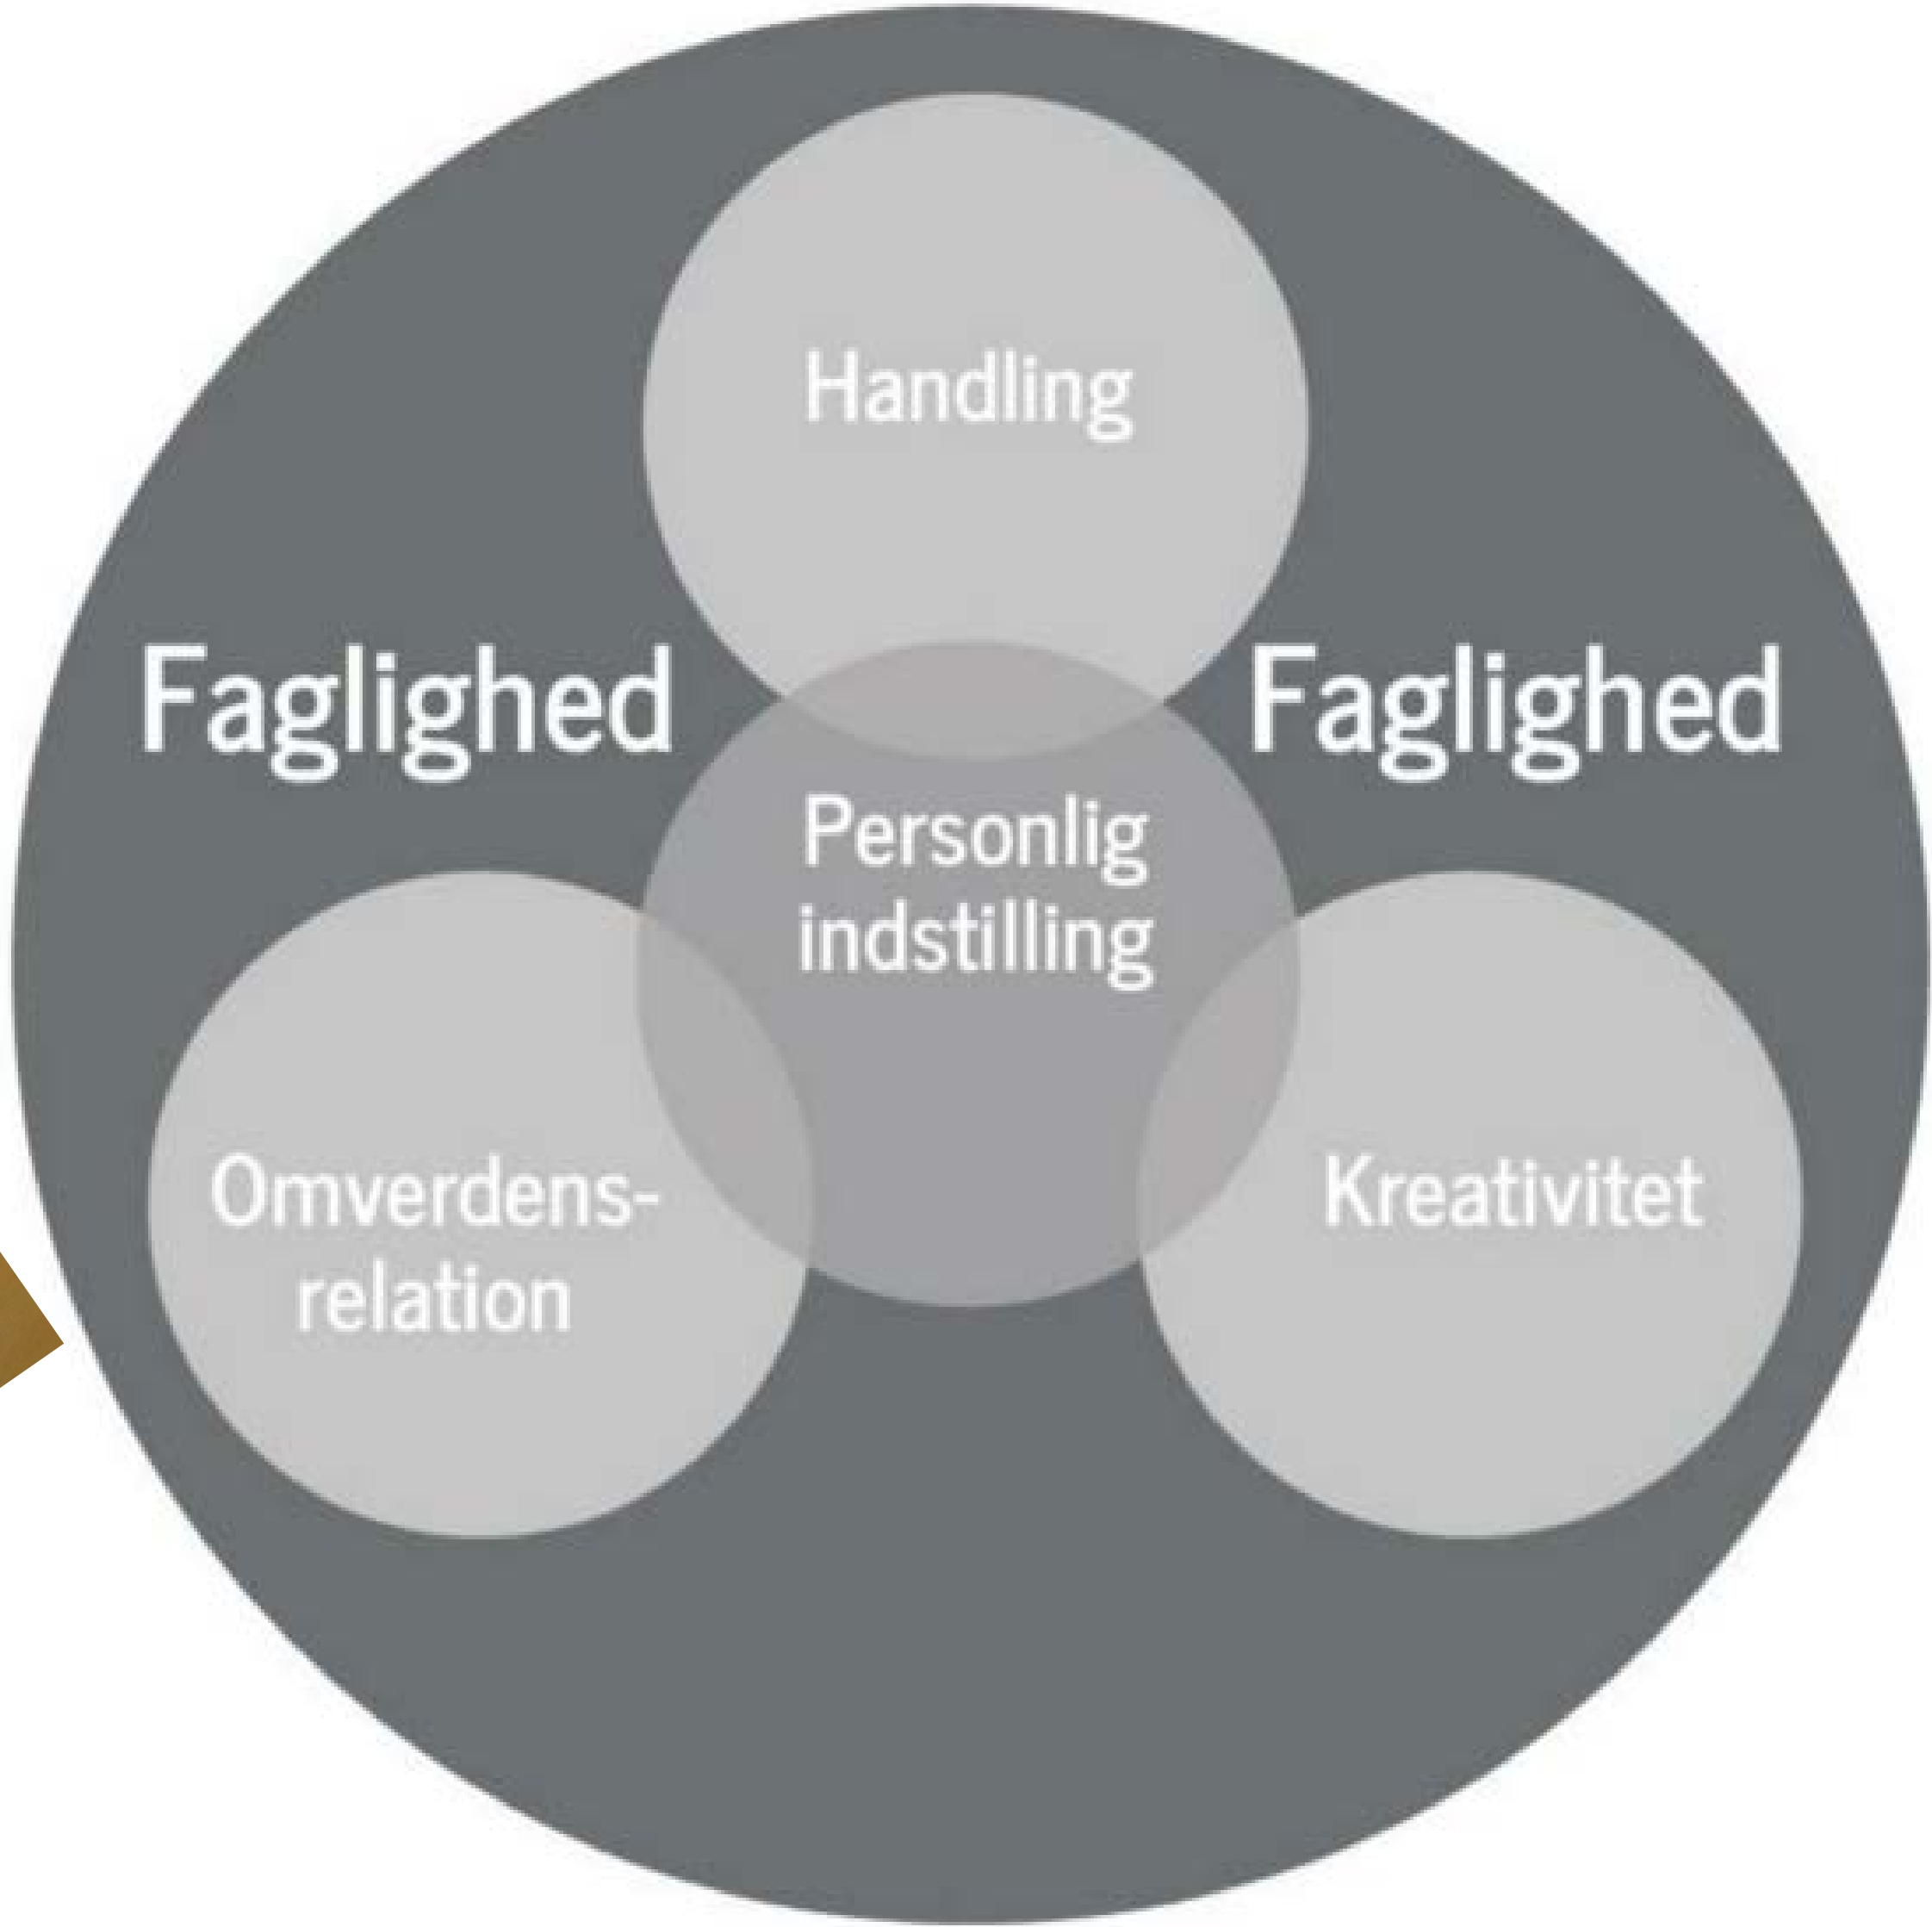 Handling
Faglighed
Faglighed
Personlig
indstilling
Omverdens-
relation
Kreativitet